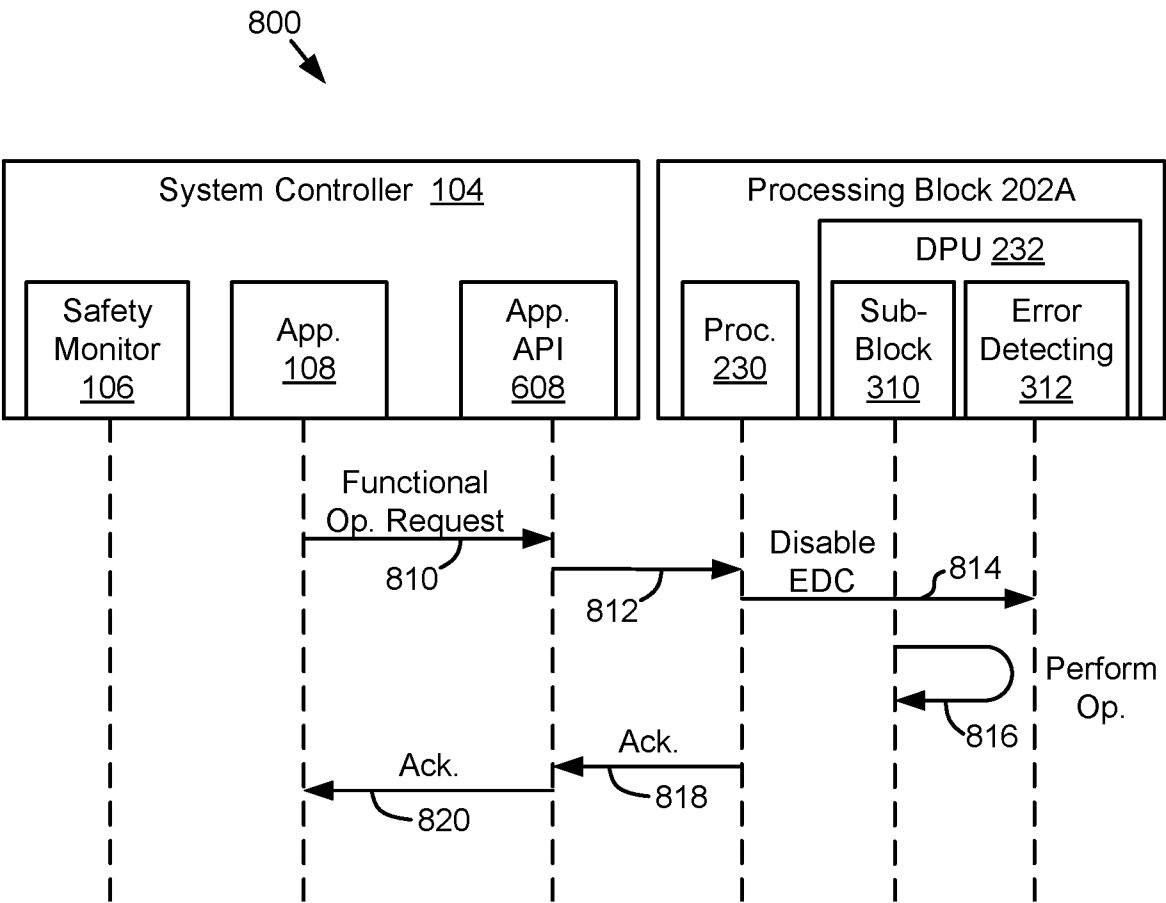 800
System Controller 104
Processing Block 202A
DPU 232
Safety
Monitor
106
App.
108
App.
API
608
Proc.
230
Sub-
Block
310
Error
Detecting
312
Functional
Op. Request
810
812
Disable
EDC
814
Perform
Op.
816
Ack.
818
Ack.
820